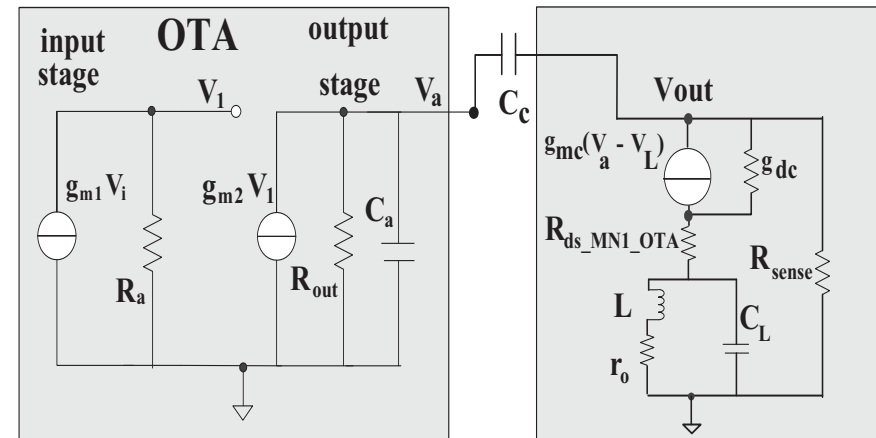 input
stage
OTA
output
stage
V1
Va
Cc
Vout
gm1Vi
Ra
gm2V1
Rout
Ca
gmc(Va - VL)
gdc
Rds_MN1_OTA
L
ro
CL
Rsense